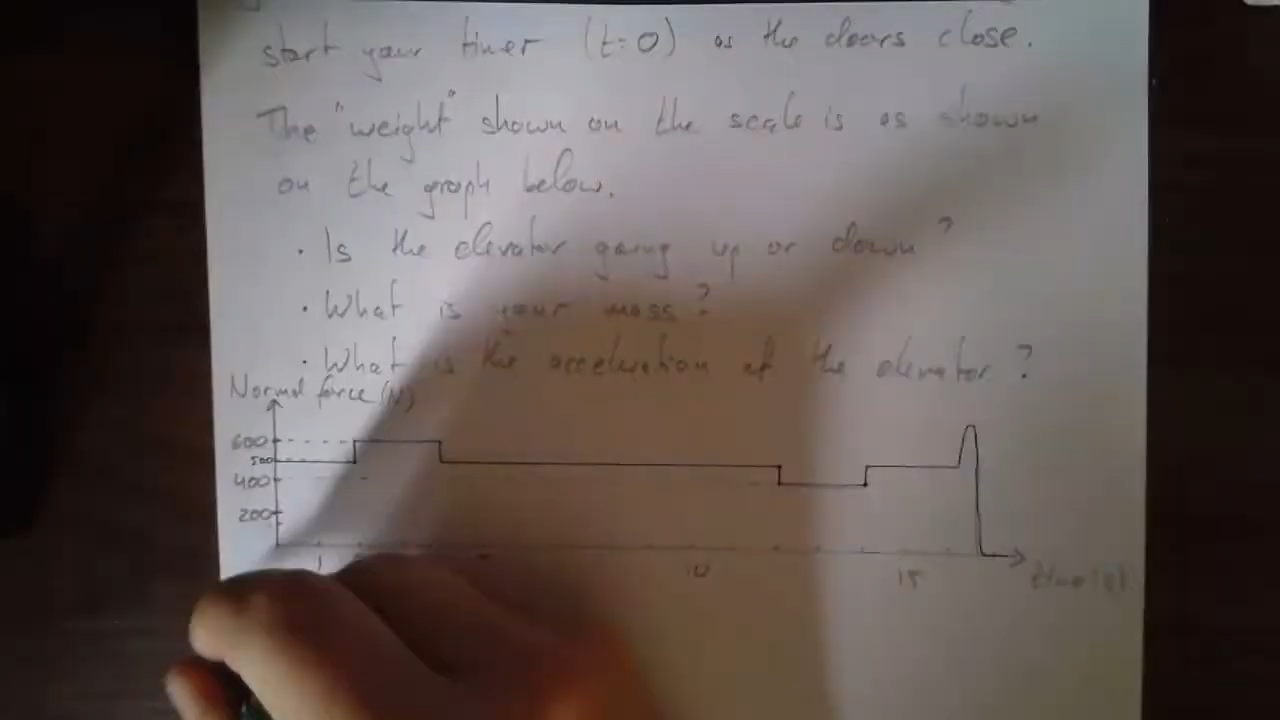 start your timer (t=0) as the doors close.
The "weight" shown on the scale is as shown
on the graph below.
· Is the elevator going up or down?
· What is your mass?
· What is the acceleration of the elevator?
Normal force (N)
600
500
400
200
1
10
15
time (s)